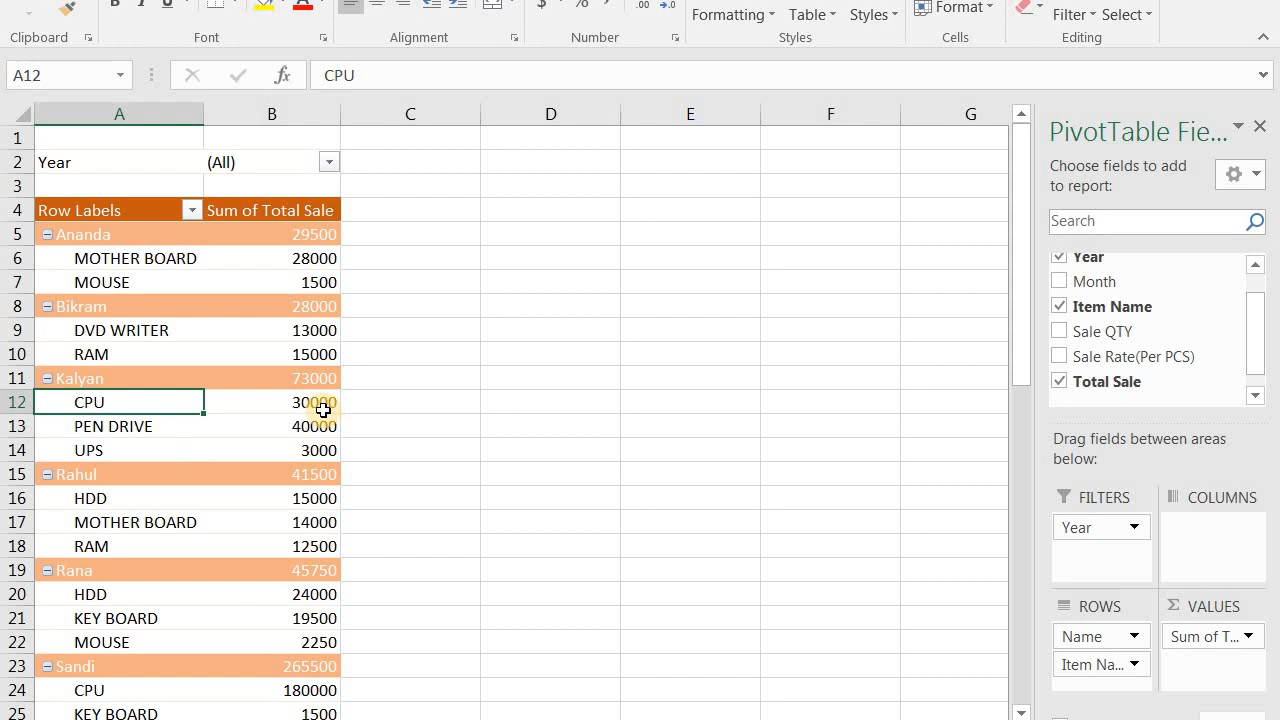 B I U $ % .00 .0
Formatting Table Styles Format Filter Select
Clipboard Font Alignment Number Styles Cells Editing
A12 fx CPU
A B C D E F G
1
2 Year (All)
3
4 Row Labels Sum of Total Sale
5 Ananda 29500
6 MOTHER BOARD 28000
7 MOUSE 1500
8 Bikram 28000
9 DVD WRITER 13000
10 RAM 15000
11 Kalyan 73000
12 CPU 30000
13 PEN DRIVE 40000
14 UPS 3000
15 Rahul 41500
16 HDD 15000
17 MOTHER BOARD 14000
18 RAM 12500
19 Rana 45750
20 HDD 24000
21 KEY BOARD 19500
22 MOUSE 2250
23 Sandi 265500
24 CPU 180000
25 KEY BOARD 1500
PivotTable Fie...
Choose fields to add
to report:
Search
Year
Month
Item Name
Sale QTY
Sale Rate(Per PCS)
Total Sale
Drag fields between areas
below:
FILTERS COLUMNS
Year
ROWS Σ VALUES
Name Sum of T...
Item Na...